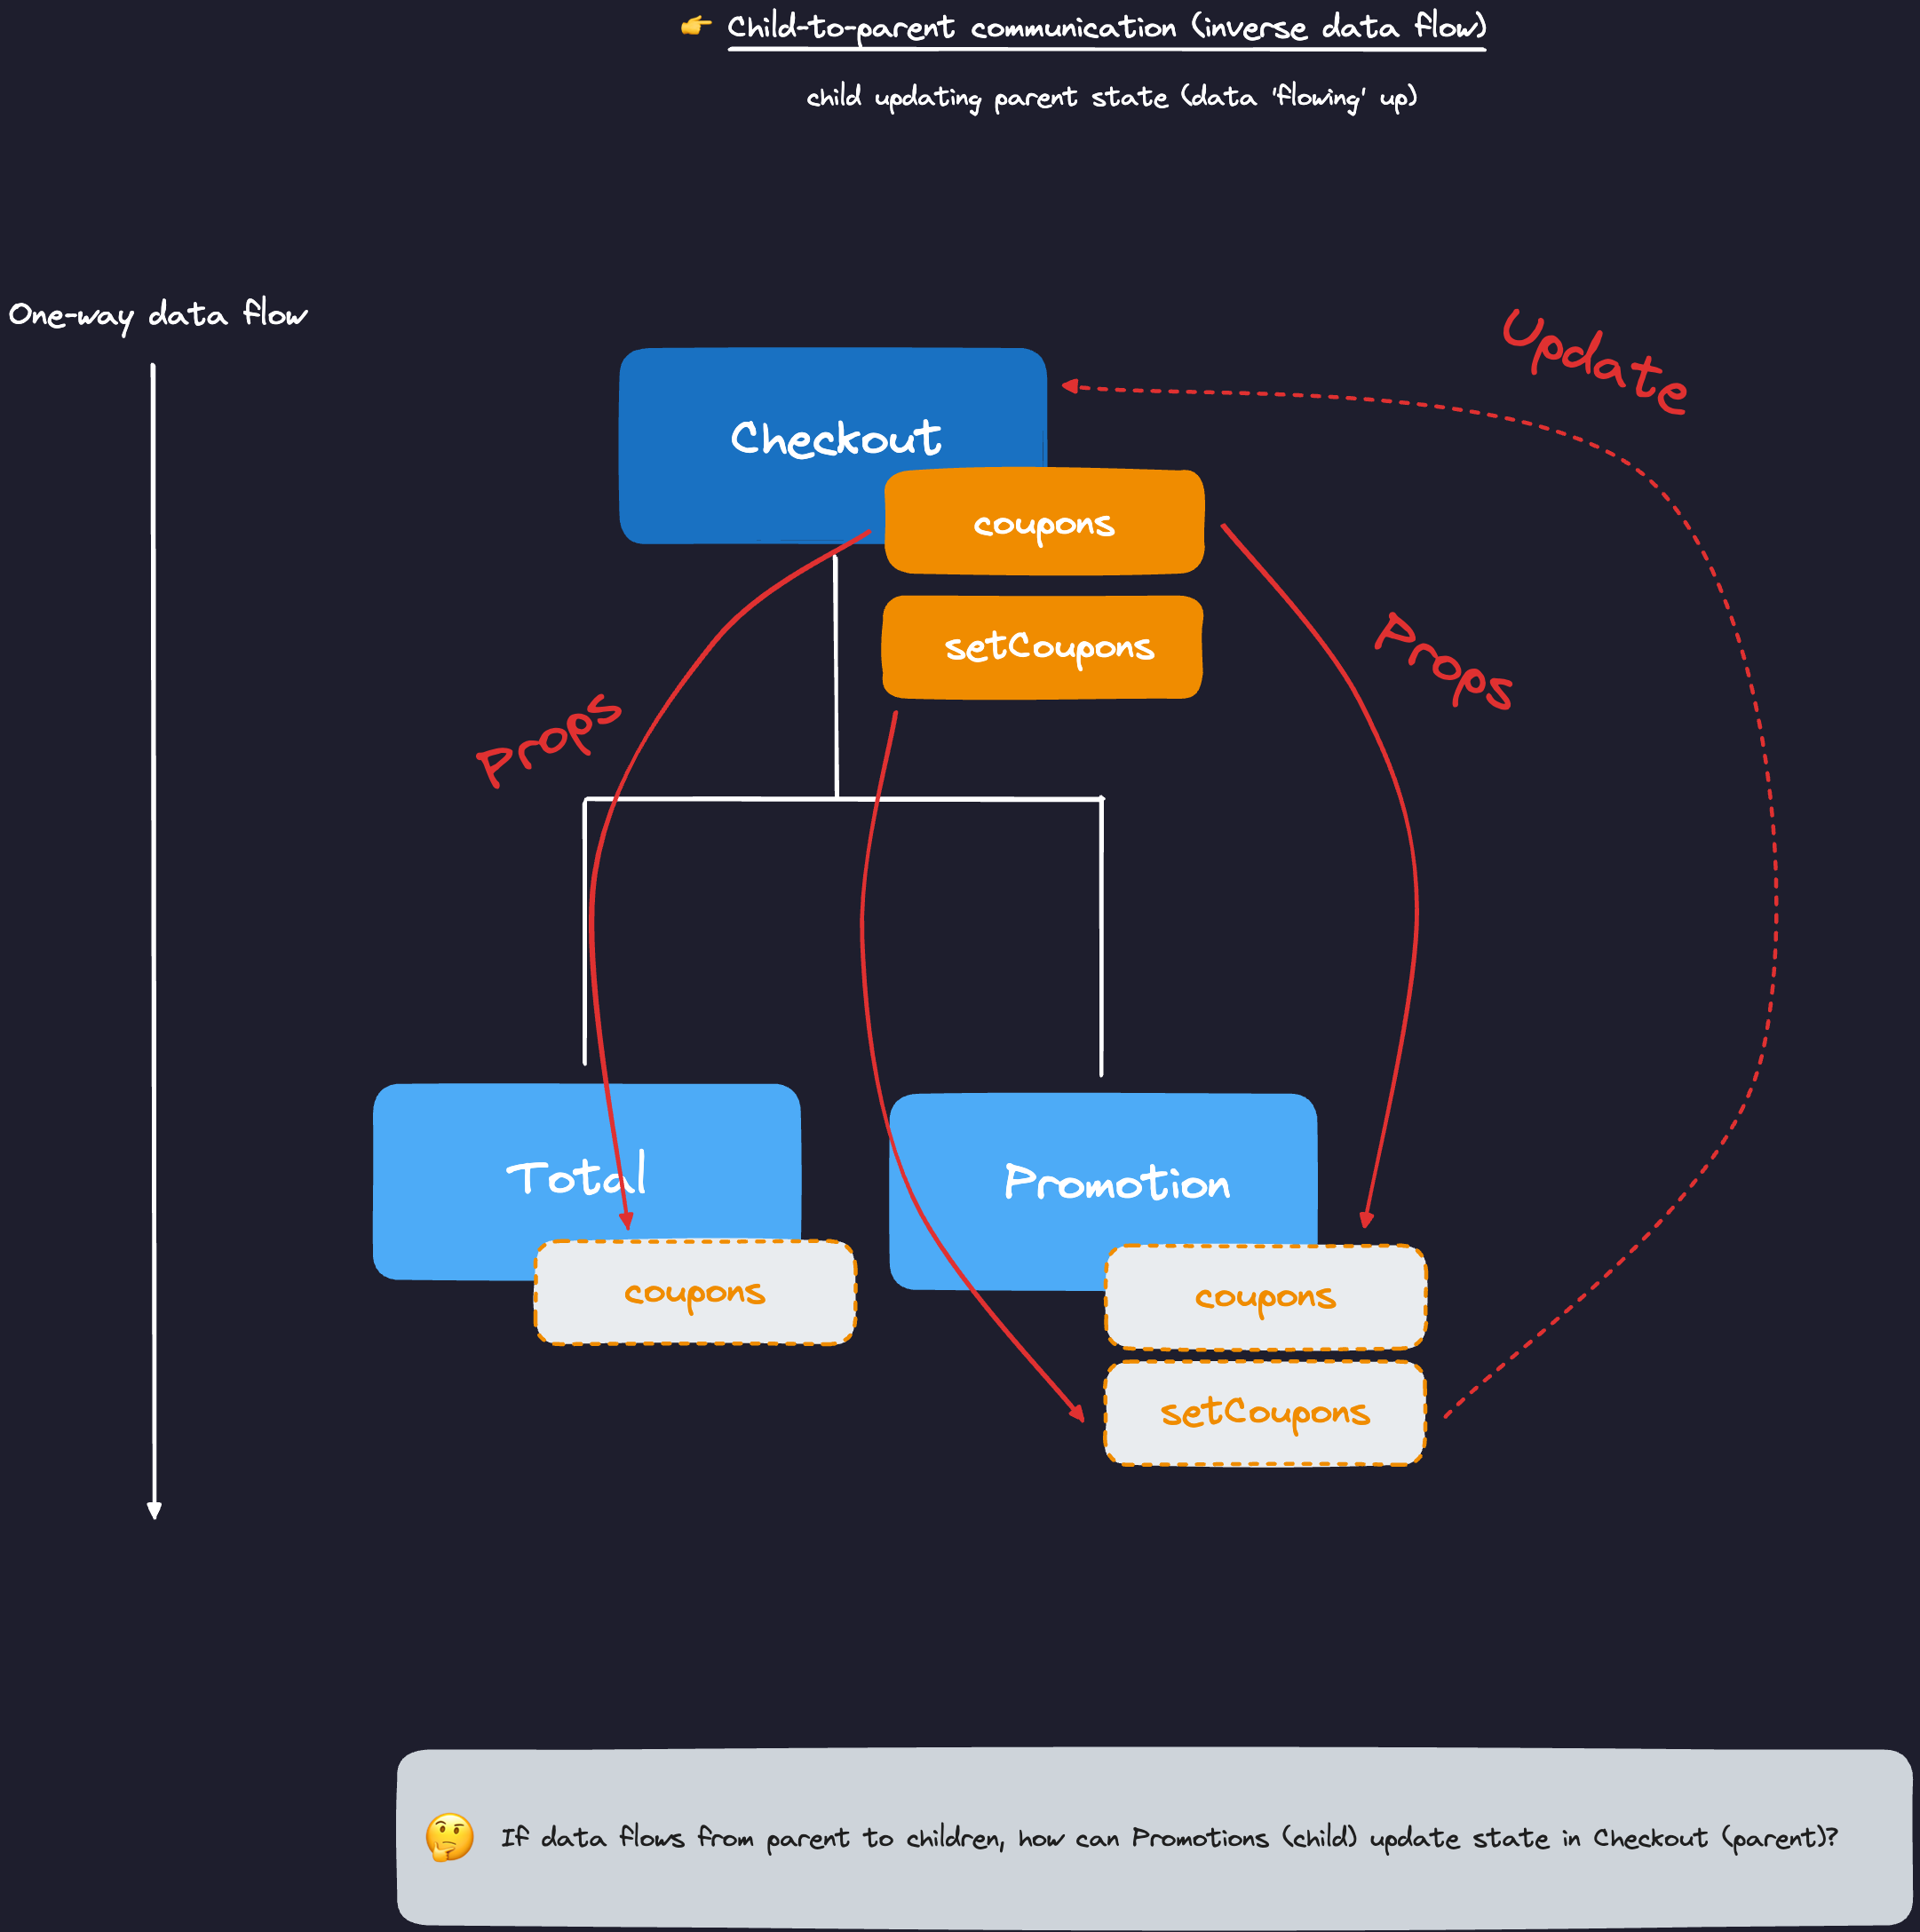 👉 Child-to-parent communication (inverse data flow)
child updating parent state (data 'flowing' up)
One-way data flow
Update
Checkout
coupons
setCoupons
Props
Props
Total
Promotion
coupons
coupons
setCoupons
🤔 If data flows from parent to children, how can Promotions (child) update state in Checkout (parent)?